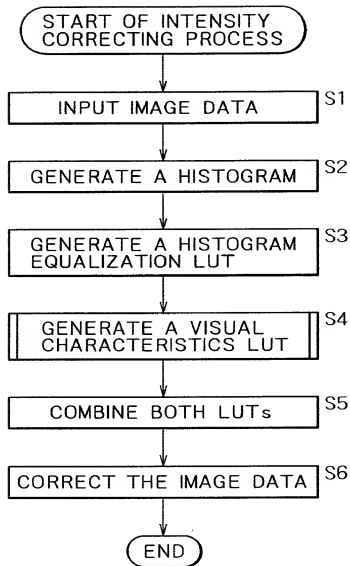 START OF INTENSITY
CORRECTING PROCESS
INPUT IMAGE DATA
S1
GENERATE A HISTOGRAM
S2
GENERATE A HISTOGRAM
EQUALIZATION LUT
S3
GENERATE A VISUAL
CHARACTERISTICS LUT
S4
COMBINE BOTH LUTs
S5
CORRECT THE IMAGE DATA
S6
END